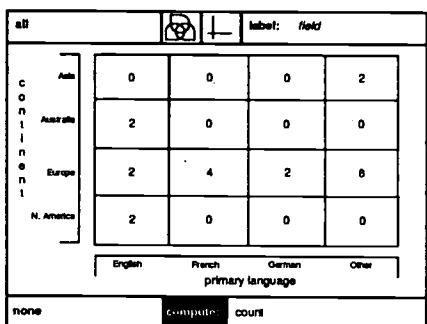 all label: field
continent
Asia 0 0 0 2
Australia 2 0 0 0
Europe 2 4 2 8
N. America 2 0 0 0
English French German Other
primary language
none compute: count